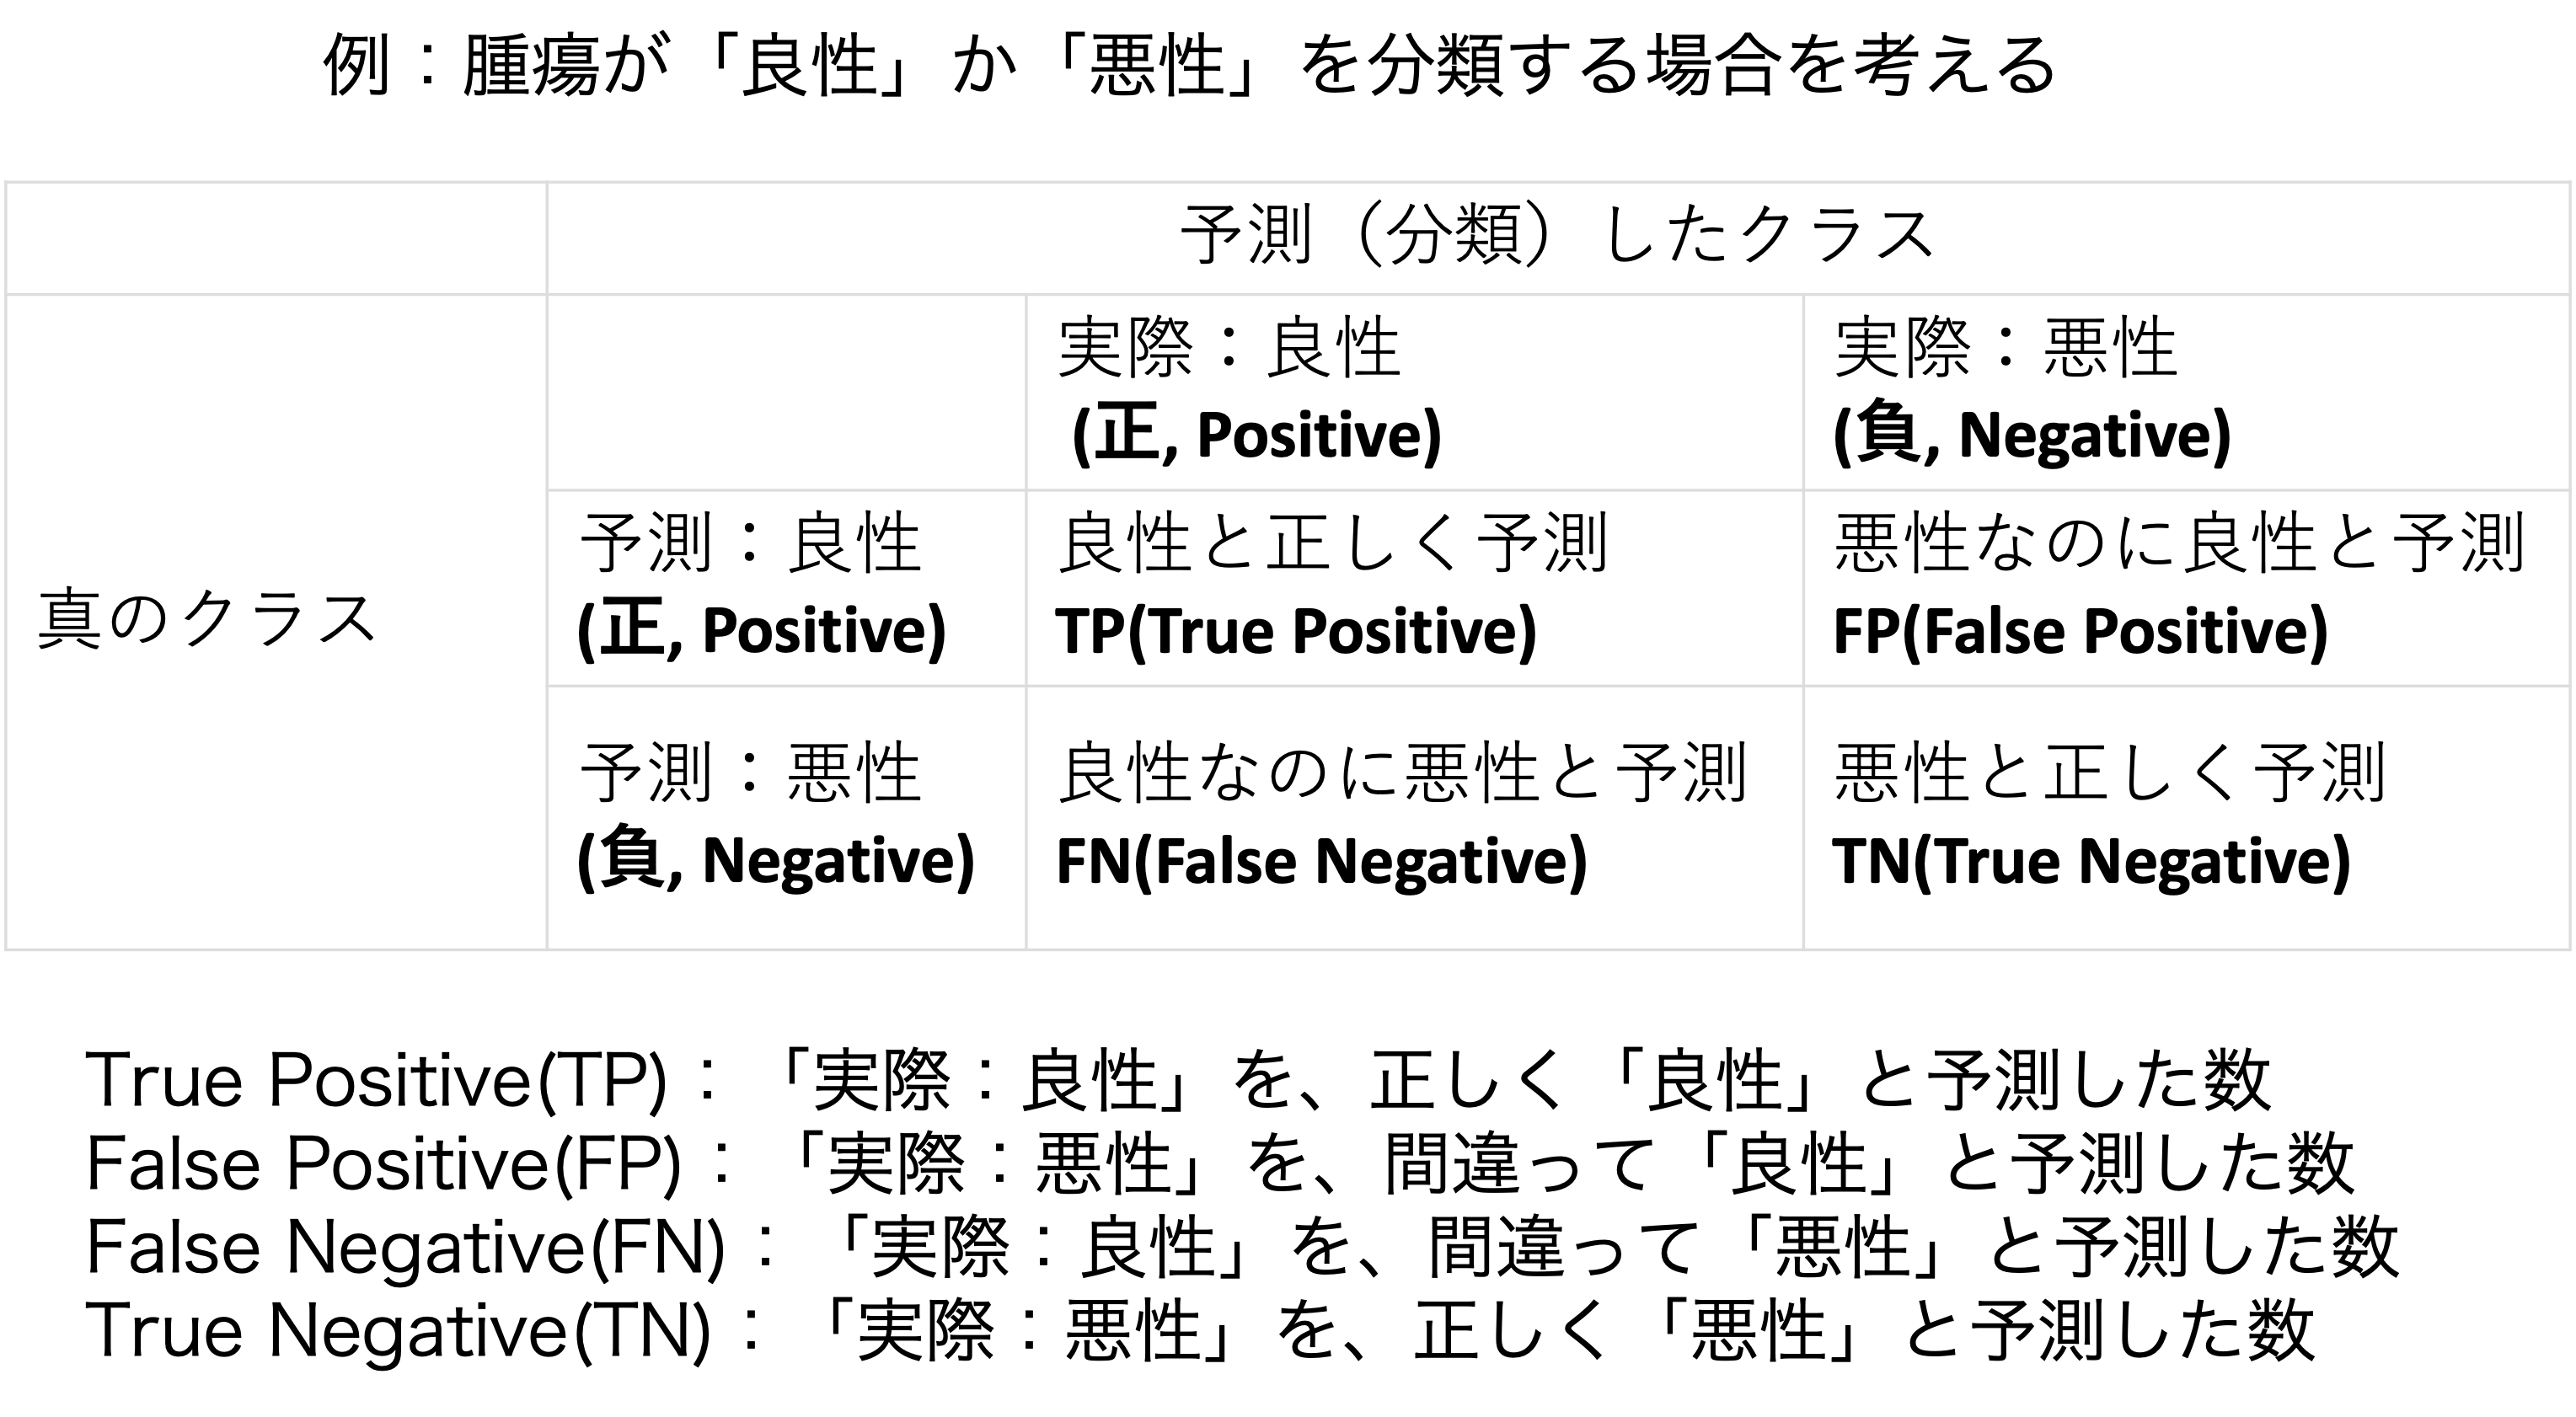 例：腫瘍が「良性」か「悪性」を分類する場合を考える
予測（分類）したクラス
真のクラス
実際：良性
(正, Positive)
実際：悪性
(負, Negative)
予測：良性
(正, Positive)
良性と正しく予測
TP(True Positive)
悪性なのに良性と予測
FP(False Positive)
予測：悪性
(負, Negative)
良性なのに悪性と予測
FN(False Negative)
悪性と正しく予測
TN(True Negative)
True Positive(TP)：「実際：良性」を、正しく「良性」と予測した数
False Positive(FP)：「実際：悪性」を、間違って「良性」と予測した数
False Negative(FN)：「実際：良性」を、間違って「悪性」と予測した数
True Negative(TN)：「実際：悪性」を、正しく「悪性」と予測した数